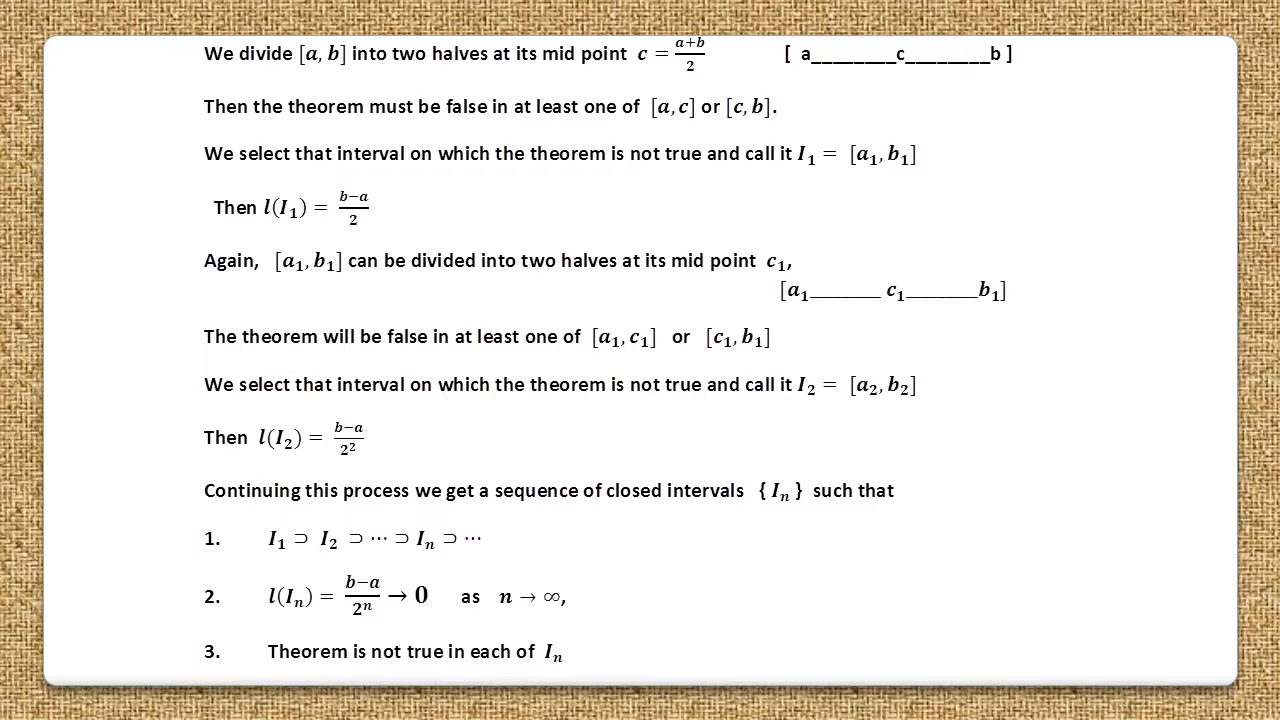 We divide [a, b] into two halves at its mid point c = a+b/2 [ a________c________b ]
Then the theorem must be false in at least one of [a, c] or [c, b].
We select that interval on which the theorem is not true and call it I₁ = [a₁, b₁]
Then l(I₁) = b−a/2
Again, [a₁, b₁] can be divided into two halves at its mid point c₁,
[a₁________ c₁________b₁]
The theorem will be false in at least one of [a₁, c₁] or [c₁, b₁]
We select that interval on which the theorem is not true and call it I₂ = [a₂, b₂]
Then l(I₂) = b−a/2²
Continuing this process we get a sequence of closed intervals { Iₙ } such that
1. I₁ ⊃ I₂ ⊃ ⋯ ⊃ Iₙ ⊃ ⋯
2. l(Iₙ) = b−a/2ⁿ → 0 as n → ∞,
3. Theorem is not true in each of Iₙ